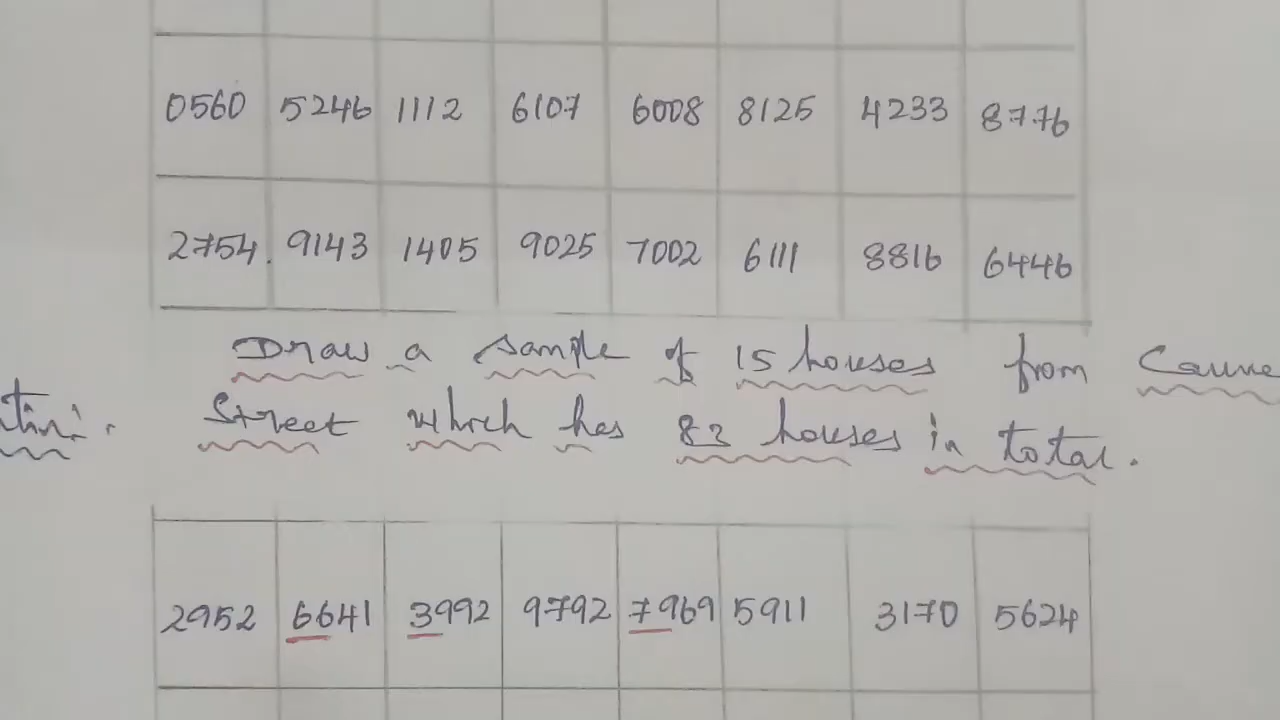 0560 5246 1112 6107 6008 8125 4233 8776
2754. 9143 1405 9025 7002 6111 8816 6446
Draw a sample of 15 houses from
Street which has 83 houses in total.
2952 6641 3992 9792 7969 5911 3170 5624